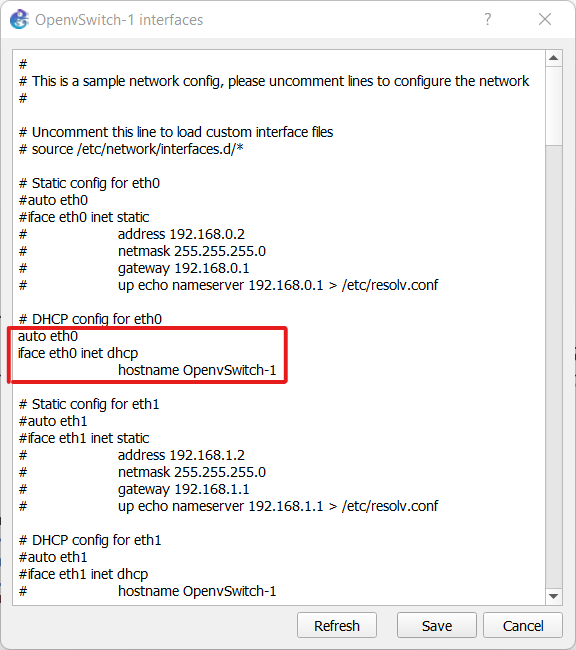 OpenvSwitch-1 interfaces
#
# This is a sample network config, please uncomment lines to configure the network
#
# Uncomment this line to load custom interface files
# source /etc/network/interfaces.d/*
# Static config for eth0
#auto eth0
#iface eth0 inet static
# address 192.168.0.2
# netmask 255.255.255.0
# gateway 192.168.0.1
# up echo nameserver 192.168.0.1 > /etc/resolv.conf
# DHCP config for eth0
auto eth0
iface eth0 inet dhcp
hostname OpenvSwitch-1
# Static config for eth1
#auto eth1
#iface eth1 inet static
# address 192.168.1.2
# netmask 255.255.255.0
# gateway 192.168.1.1
# up echo nameserver 192.168.1.1 > /etc/resolv.conf
# DHCP config for eth1
#auto eth1
#iface eth1 inet dhcp
# hostname OpenvSwitch-1
Refresh Save Cancel